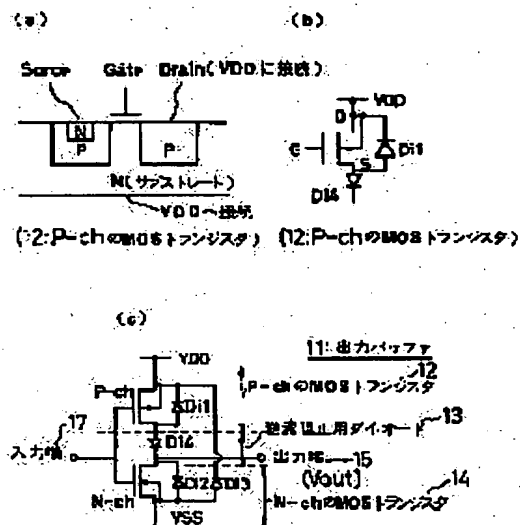 (a)
(b)
Source Gate Drain(VDDに接続)
N
P
P
N(サブストレート)
VDDへ接続
(12:P-chのMOSトランジスタ)
VDD
D
G
S
Di1
Di4
(12:P-chのMOSトランジスタ)
(c)
VDD
P-ch
Di1
Di4
17
入力端
N-ch
Di2
Di3
VSS
11:出力バッファ
12
P-chのMOSトランジスタ
13
逆流阻止用ダイオード
出力端 15
(Vout)
14
N-chのMOSトランジスタ